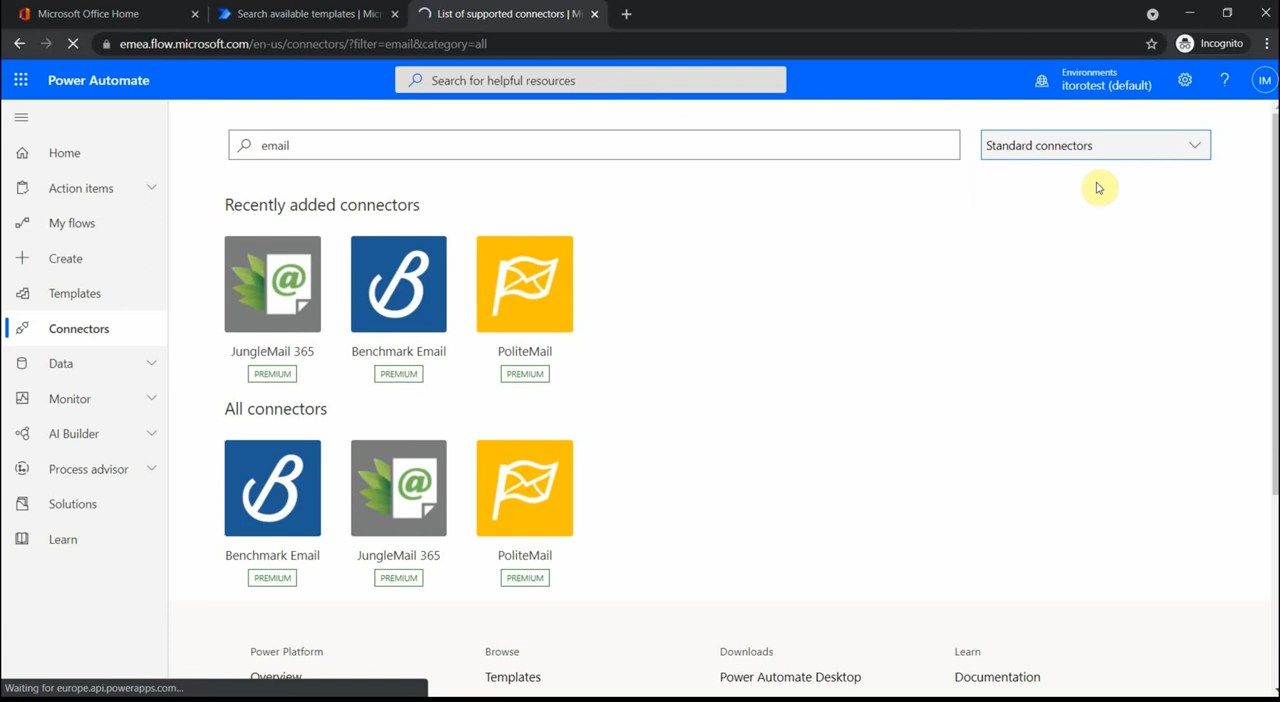 Microsoft Office Home
Search available templates | Micr
List of supported connectors | Mi
emea.flow.microsoft.com/en-us/connectors/?filter=email&category=all
Incognito
Power Automate
Search for helpful resources
Environments
itorotest (default)
IM
Home
Action items
My flows
Create
Templates
Connectors
Data
Monitor
AI Builder
Process advisor
Solutions
Learn
email
Standard connectors
Recently added connectors
JungleMail 365
Benchmark Email
PoliteMail
PREMIUM
PREMIUM
PREMIUM
All connectors
Benchmark Email
JungleMail 365
PoliteMail
PREMIUM
PREMIUM
PREMIUM
Power Platform
Browse
Downloads
Learn
Overview
Templates
Power Automate Desktop
Documentation
Waiting for europe.api.powerapps.com...